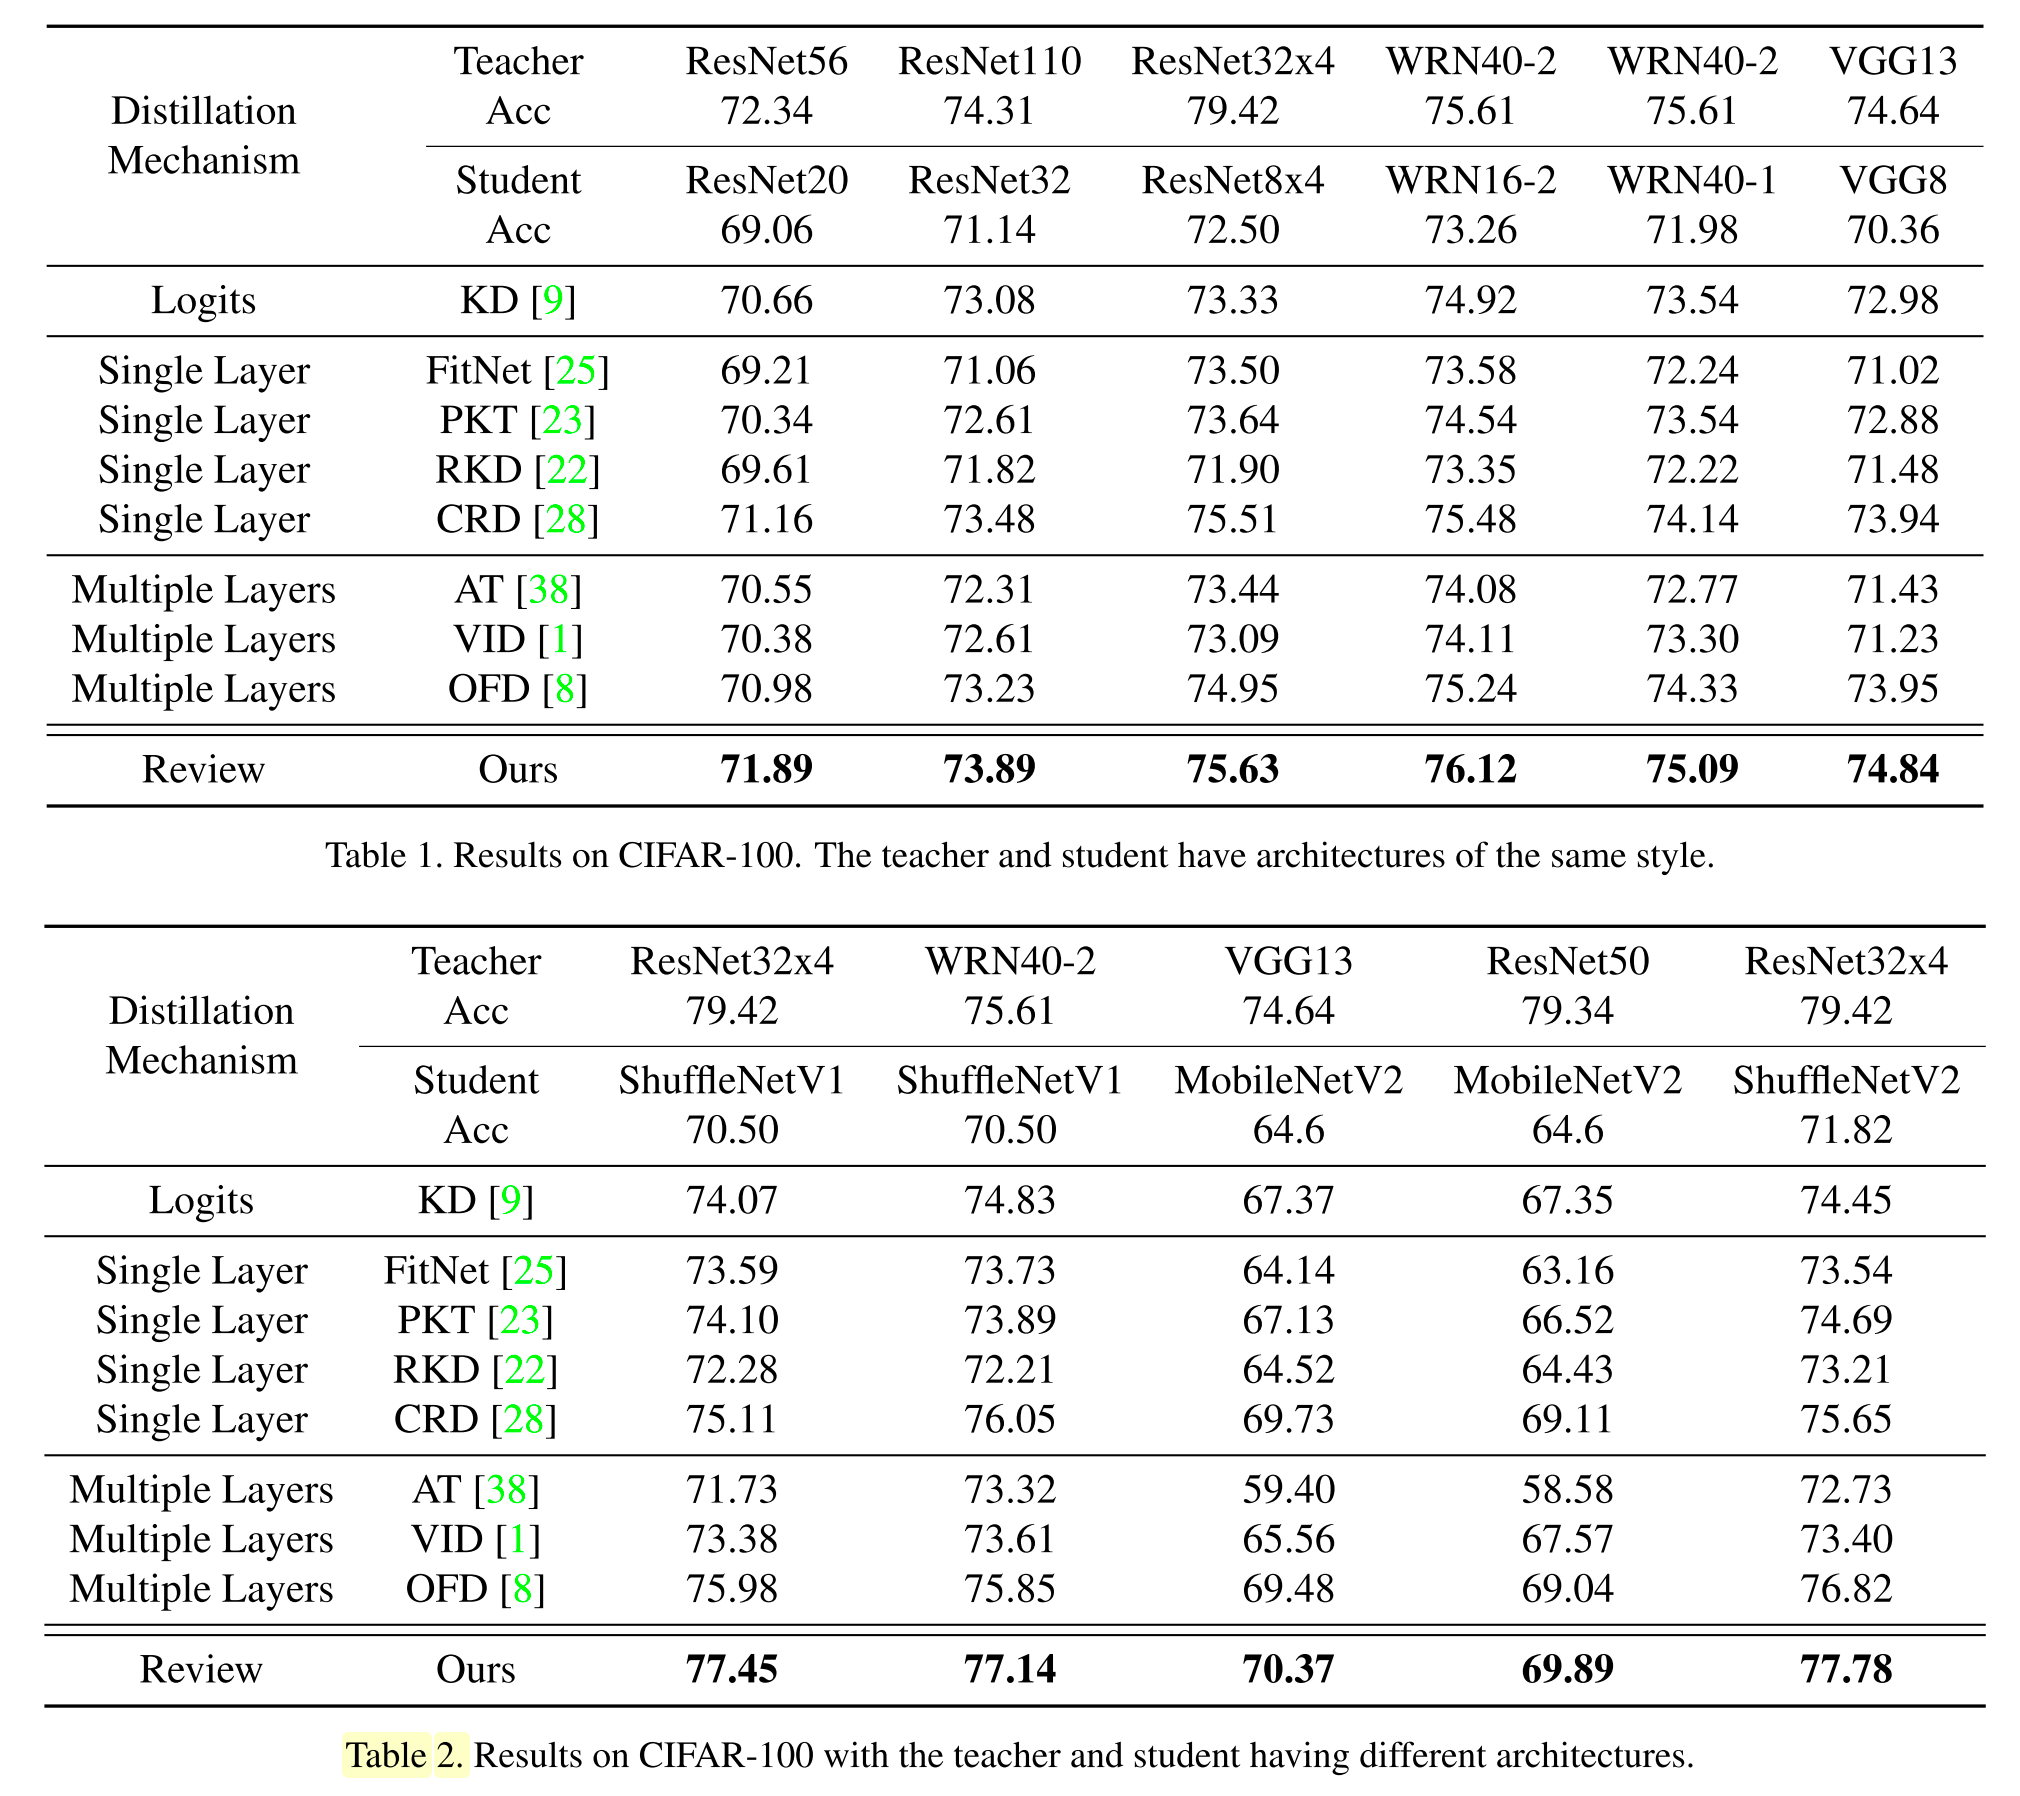 Teacher ResNet56 ResNet110 ResNet32x4 WRN40-2 WRN40-2 VGG13
Distillation Acc 72.34 74.31 79.42 75.61 75.61 74.64
Mechanism
Student ResNet20 ResNet32 ResNet8x4 WRN16-2 WRN40-1 VGG8
Acc 69.06 71.14 72.50 73.26 71.98 70.36
Logits KD [9] 70.66 73.08 73.33 74.92 73.54 72.98
Single Layer FitNet [25] 69.21 71.06 73.50 73.58 72.24 71.02
Single Layer PKT [23] 70.34 72.61 73.64 74.54 73.54 72.88
Single Layer RKD [22] 69.61 71.82 71.90 73.35 72.22 71.48
Single Layer CRD [28] 71.16 73.48 75.51 75.48 74.14 73.94
Multiple Layers AT [38] 70.55 72.31 73.44 74.08 72.77 71.43
Multiple Layers VID [1] 70.38 72.61 73.09 74.11 73.30 71.23
Multiple Layers OFD [8] 70.98 73.23 74.95 75.24 74.33 73.95
Review Ours 71.89 73.89 75.63 76.12 75.09 74.84
Table 1. Results on CIFAR-100. The teacher and student have architectures of the same style.
Teacher ResNet32x4 WRN40-2 VGG13 ResNet50 ResNet32x4
Distillation Acc 79.42 75.61 74.64 79.34 79.42
Mechanism
Student ShuffleNetV1 ShuffleNetV1 MobileNetV2 MobileNetV2 ShuffleNetV2
Acc 70.50 70.50 64.6 64.6 71.82
Logits KD [9] 74.07 74.83 67.37 67.35 74.45
Single Layer FitNet [25] 73.59 73.73 64.14 63.16 73.54
Single Layer PKT [23] 74.10 73.89 67.13 66.52 74.69
Single Layer RKD [22] 72.28 72.21 64.52 64.43 73.21
Single Layer CRD [28] 75.11 76.05 69.73 69.11 75.65
Multiple Layers AT [38] 71.73 73.32 59.40 58.58 72.73
Multiple Layers VID [1] 73.38 73.61 65.56 67.57 73.40
Multiple Layers OFD [8] 75.98 75.85 69.48 69.04 76.82
Review Ours 77.45 77.14 70.37 69.89 77.78
Table 2. Results on CIFAR-100 with the teacher and student having different architectures.